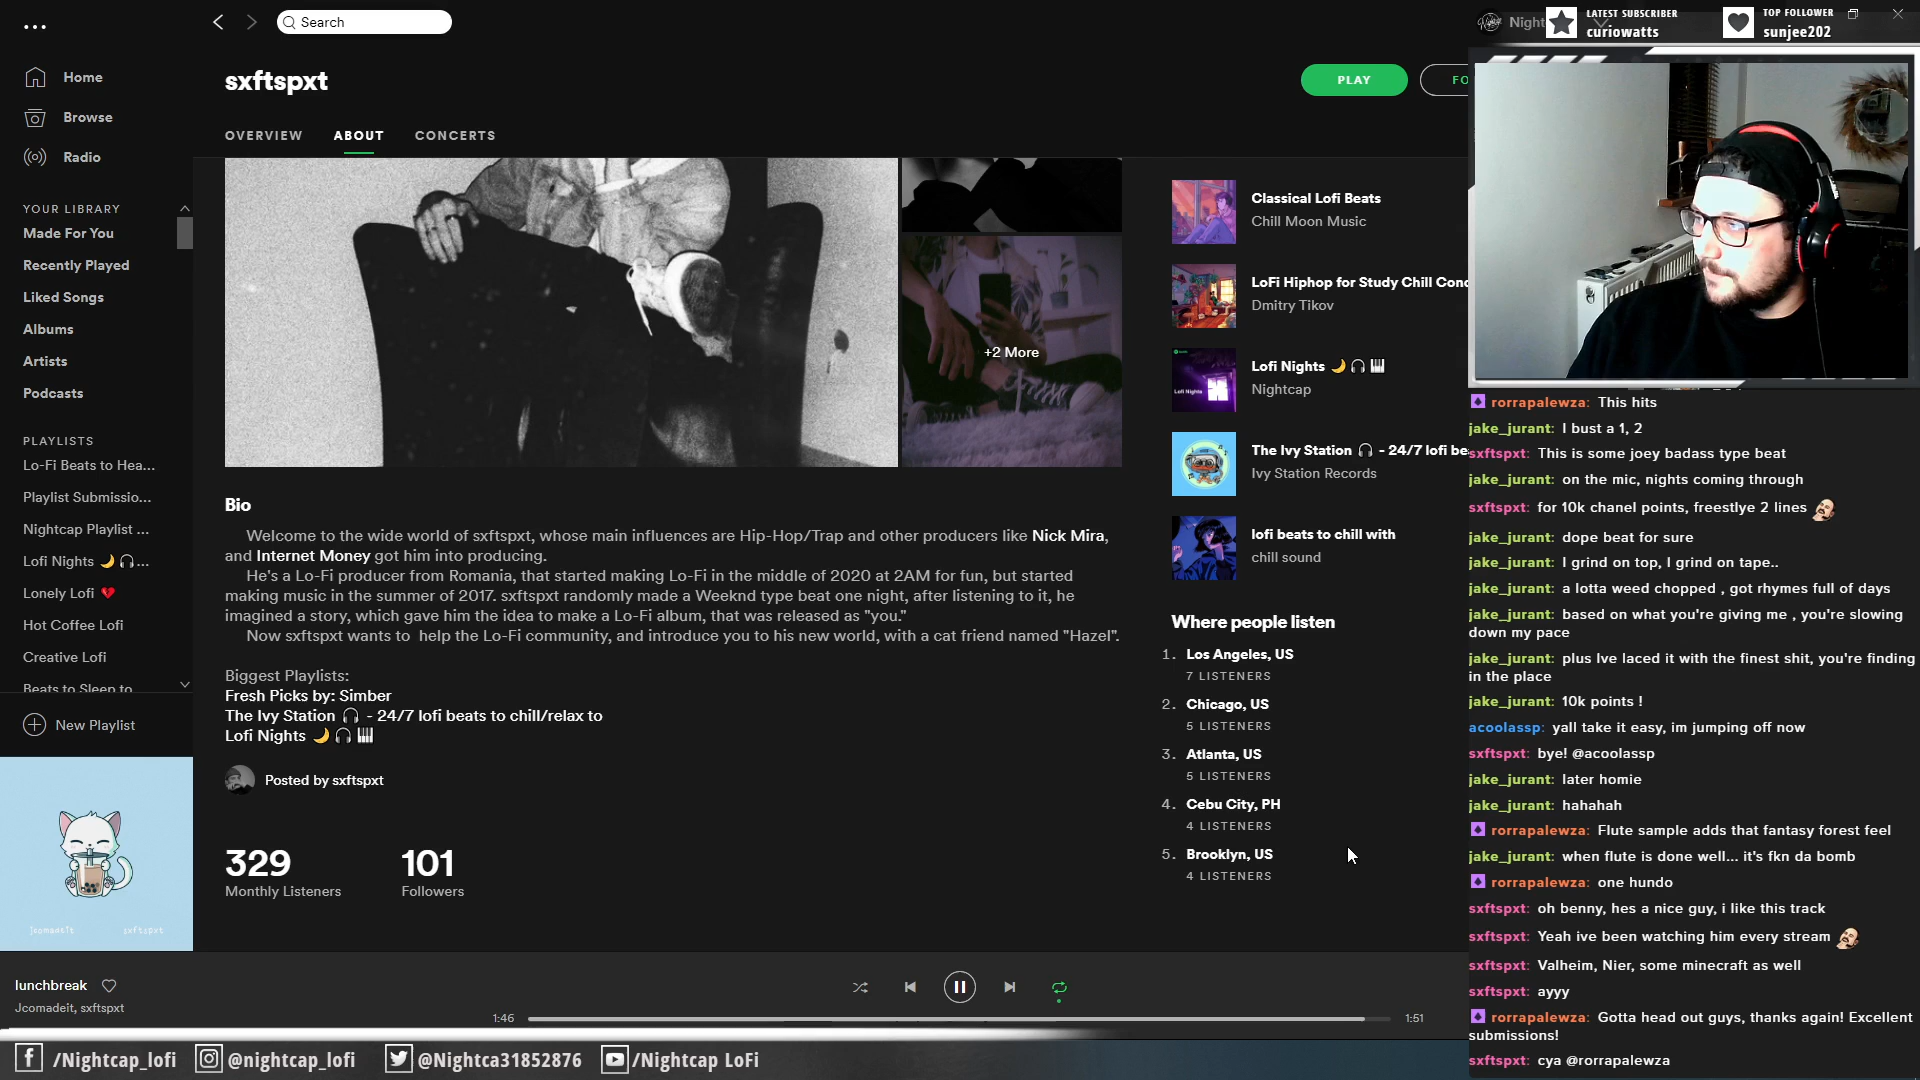 Search
Home
Browse
Radio
YOUR LIBRARY
Made For You
Recently Played
Liked Songs
Albums
Artists
Podcasts
PLAYLISTS
Lo-Fi Beats to Hea...
Playlist Submissio...
Nightcap Playlist ...
Lofi Nights 🌙🎧...
Lonely Lofi 💔
Hot Coffee Lofi
Creative Lofi
Beats to Sleep to
New Playlist
jcomadeit sxftspxt
sxftspxt
PLAY
FO
OVERVIEW ABOUT CONCERTS
+2 More
Bio
Welcome to the wide world of sxftspxt, whose main influences are Hip-Hop/Trap and other producers like Nick Mira,
and Internet Money got him into producing.
He's a Lo-Fi producer from Romania, that started making Lo-Fi in the middle of 2020 at 2AM for fun, but started
making music in the summer of 2017. sxftspxt randomly made a Weeknd type beat one night, after listening to it, he
imagined a story, which gave him the idea to make a Lo-Fi album, that was released as "you."
Now sxftspxt wants to help the Lo-Fi community, and introduce you to his new world, with a cat friend named "Hazel".
Biggest Playlists:
Fresh Picks by: Simber
The Ivy Station 🎧 - 24/7 lofi beats to chill/relax to
Lofi Nights 🌙🎧🎹
Posted by sxftspxt
329
Monthly Listeners
101
Followers
Classical Lofi Beats
Chill Moon Music
LoFi Hiphop for Study Chill Conc
Dmitry Tikov
Lofi Nights
Lofi Nights 🌙🎧🎹
Nightcap
The Ivy Station 🎧 - 24/7 lofi be
Ivy Station Records
lofi beats to chill with
chill sound
Where people listen
1. Los Angeles, US
7 LISTENERS
2. Chicago, US
5 LISTENERS
3. Atlanta, US
5 LISTENERS
4. Cebu City, PH
4 LISTENERS
5. Brooklyn, US
4 LISTENERS
Night
LATEST SUBSCRIBER
curiowatts
TOP FOLLOWER
sunjee202
rorrapalewza: This hits
jake_jurant: I bust a 1, 2
sxftspxt: This is some joey badass type beat
jake_jurant: on the mic, nights coming through
sxftspxt: for 10k chanel points, freestlye 2 lines
jake_jurant: dope beat for sure
jake_jurant: I grind on top, I grind on tape..
jake_jurant: a lotta weed chopped , got rhymes full of days
jake_jurant: based on what you're giving me , you're slowing
down my pace
jake_jurant: plus Ive laced it with the finest shit, you're finding
in the place
jake_jurant: 10k points !
acoolassp: yall take it easy, im jumping off now
sxftspxt: bye! @acoolassp
jake_jurant: later homie
jake_jurant: hahahah
rorrapalewza: Flute sample adds that fantasy forest feel
jake_jurant: when flute is done well... it's fkn da bomb
rorrapalewza: one hundo
sxftspxt: oh benny, hes a nice guy, i like this track
sxftspxt: Yeah ive been watching him every stream
sxftspxt: Valheim, Nier, some minecraft as well
sxftspxt: ayyy
rorrapalewza: Gotta head out guys, thanks again! Excellent
submissions!
sxftspxt: cya @rorrapalewza
lunchbreak
Jcomadeit, sxftspxt
1:46
1:51
/Nightcap_lofi
@nightcap_lofi
@Nightca31852876
/Nightcap LoFi